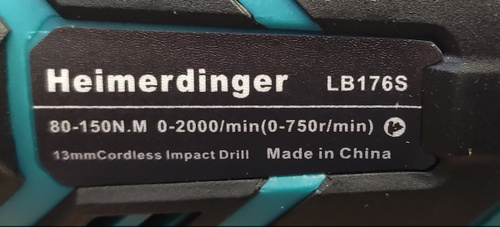 Heimerdinger LB176S
80-150N.M 0-2000/min(0-750r/min)
13mmCordless Impact Drill Made in China